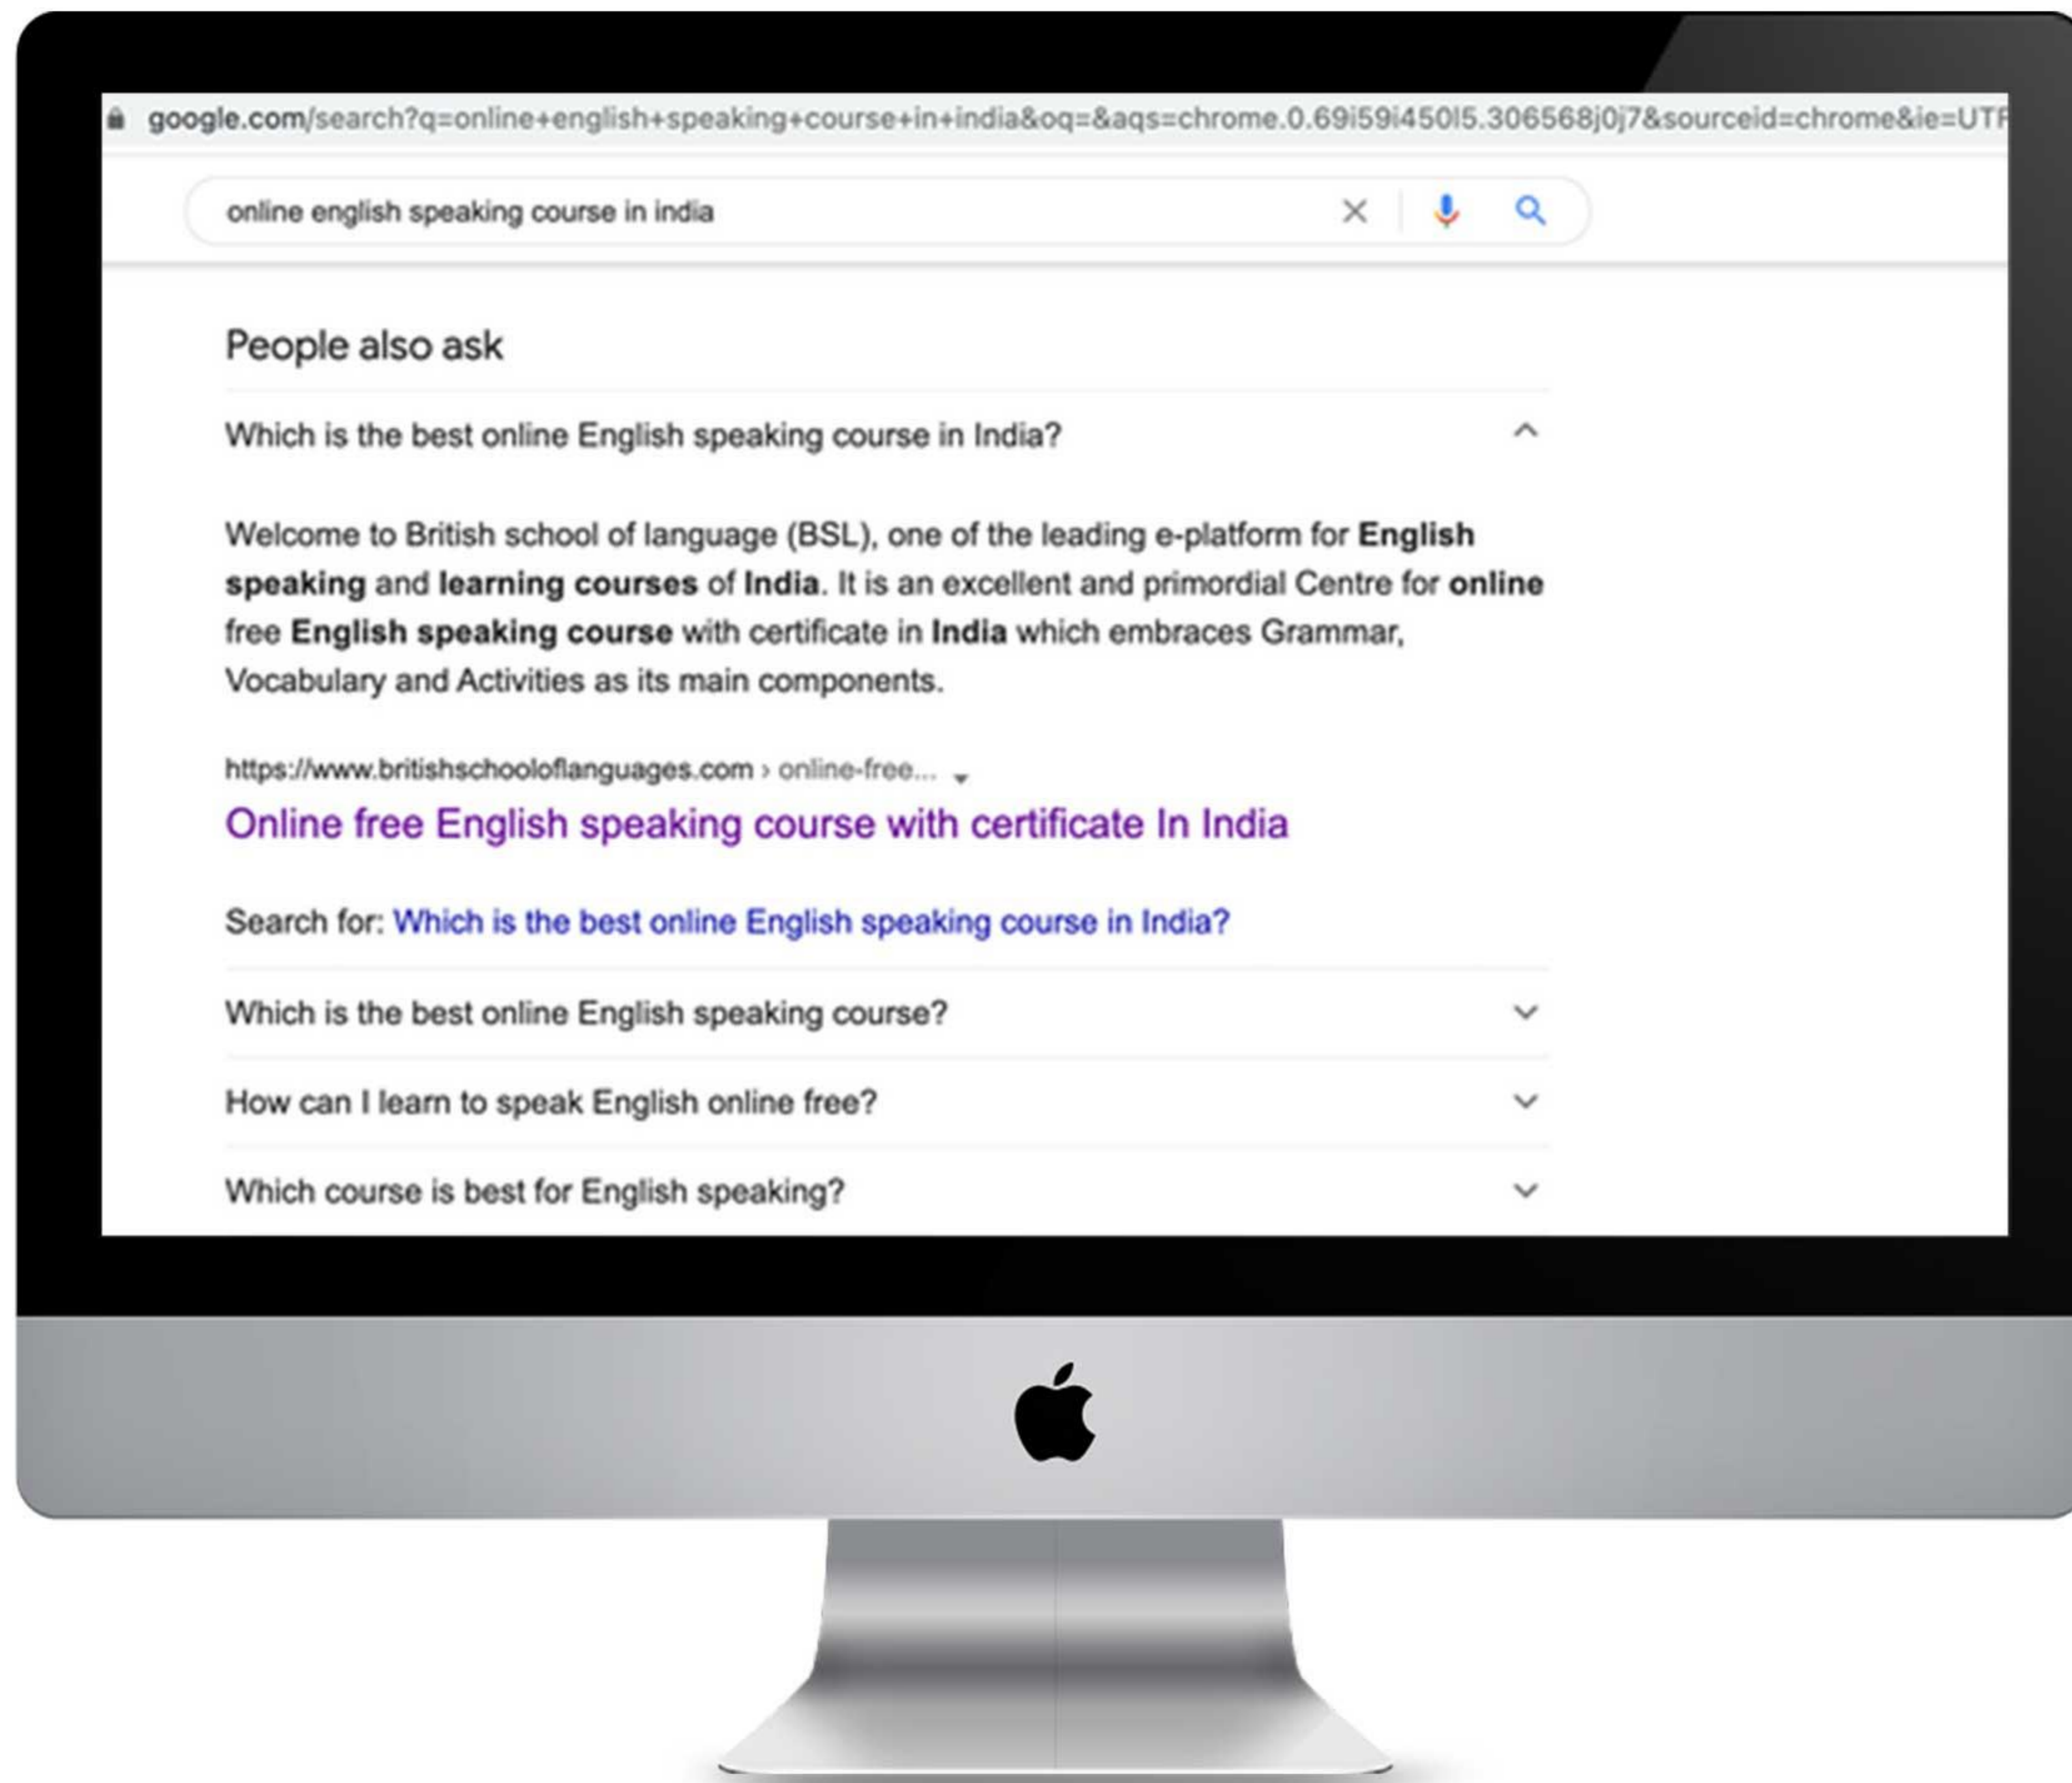 google.com/search?q=online+english+speaking+course+in+india&oq=&aqs=chrome.0.69i59i450l5.306568j0j7&sourceid=chrome&ie=UTF
online english speaking course in india
People also ask
Which is the best online English speaking course in India?
Welcome to British school of language (BSL), one of the leading e-platform for English
speaking and learning courses of India. It is an excellent and primordial Centre for online
free English speaking course with certificate in India which embraces Grammar,
Vocabulary and Activities as its main components.
https://www.britishschooloflanguages.com › online-free...
Online free English speaking course with certificate In India
Search for: Which is the best online English speaking course in India?
Which is the best online English speaking course?
How can I learn to speak English online free?
Which course is best for English speaking?